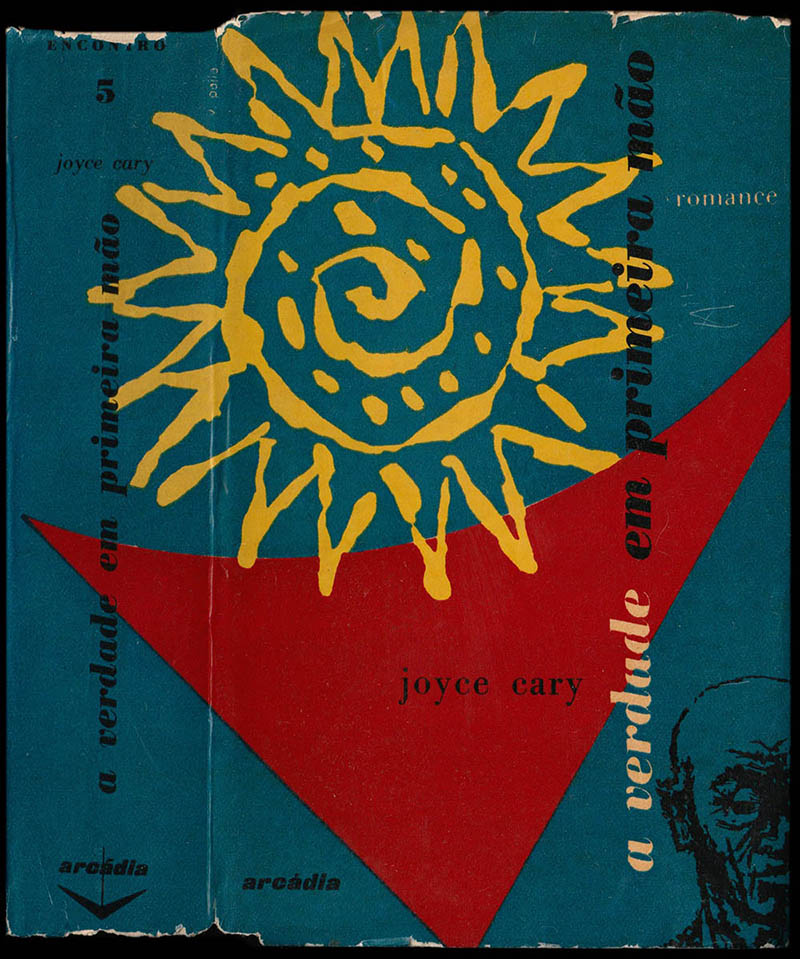 ENCONTRO
5
joyce cary
a verdade em primeira mão
arcádia
romance
a verdade em primeira mão
joyce cary
arcádia